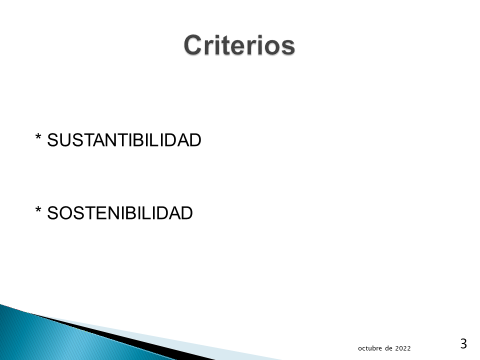 Criterios
* SUSTANTIBILIDAD
* SOSTENIBILIDAD
octubre de 2022
3